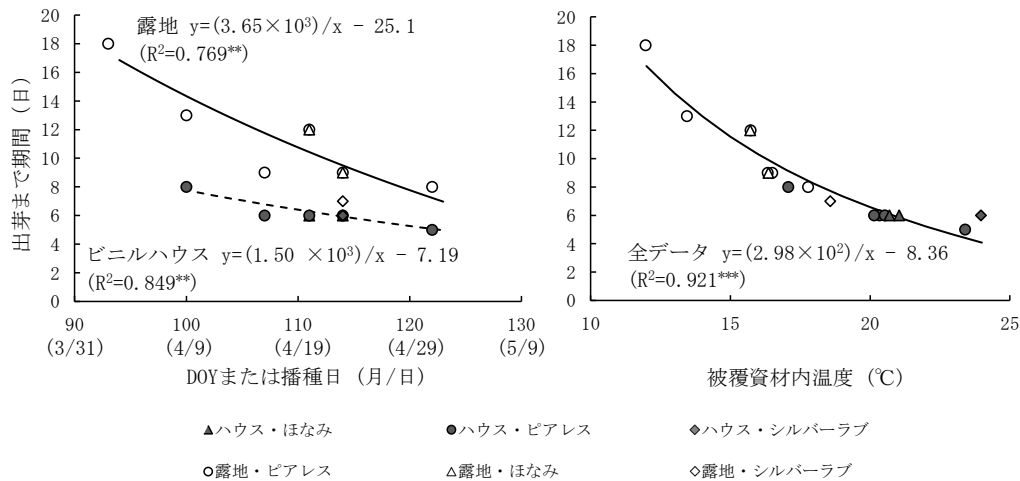 露地 y=(3.65×10³)/x − 25.1
(R²=0.769**)
出芽まで期間（日）
20
18
16
14
12
10
8
6
4
2
0
ビニルハウス y=(1.50 ×10³)/x − 7.19
(R²=0.849**)
90 100 110 120 130
(3/31) (4/9) (4/19) (4/29) (5/9)
DOYまたは播種日（月/日）
20
18
16
14
12
10
8
6
4
2
0
全データ y=(2.98×10²)/x − 8.36
(R²=0.921***)
10 15 20 25
被覆資材内温度（℃）
ハウス・ほなみ ハウス・ピアレス ハウス・シルバーラブ
露地・ピアレス 露地・ほなみ 露地・シルバーラブ